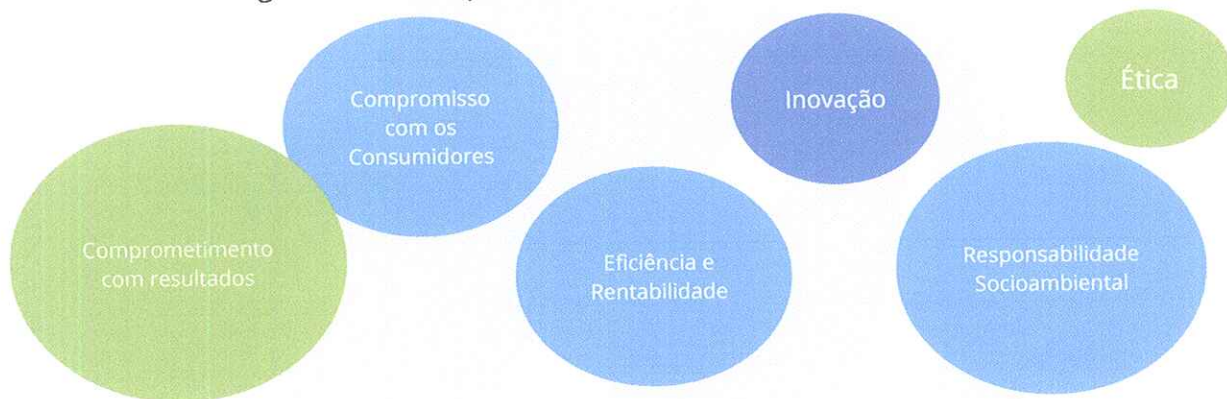 Compromisso
com os
Consumidores
Inovação
Ética
Comprometimento
com resultados
Eficiência e
Rentabilidade
Responsabilidade
Socioambiental